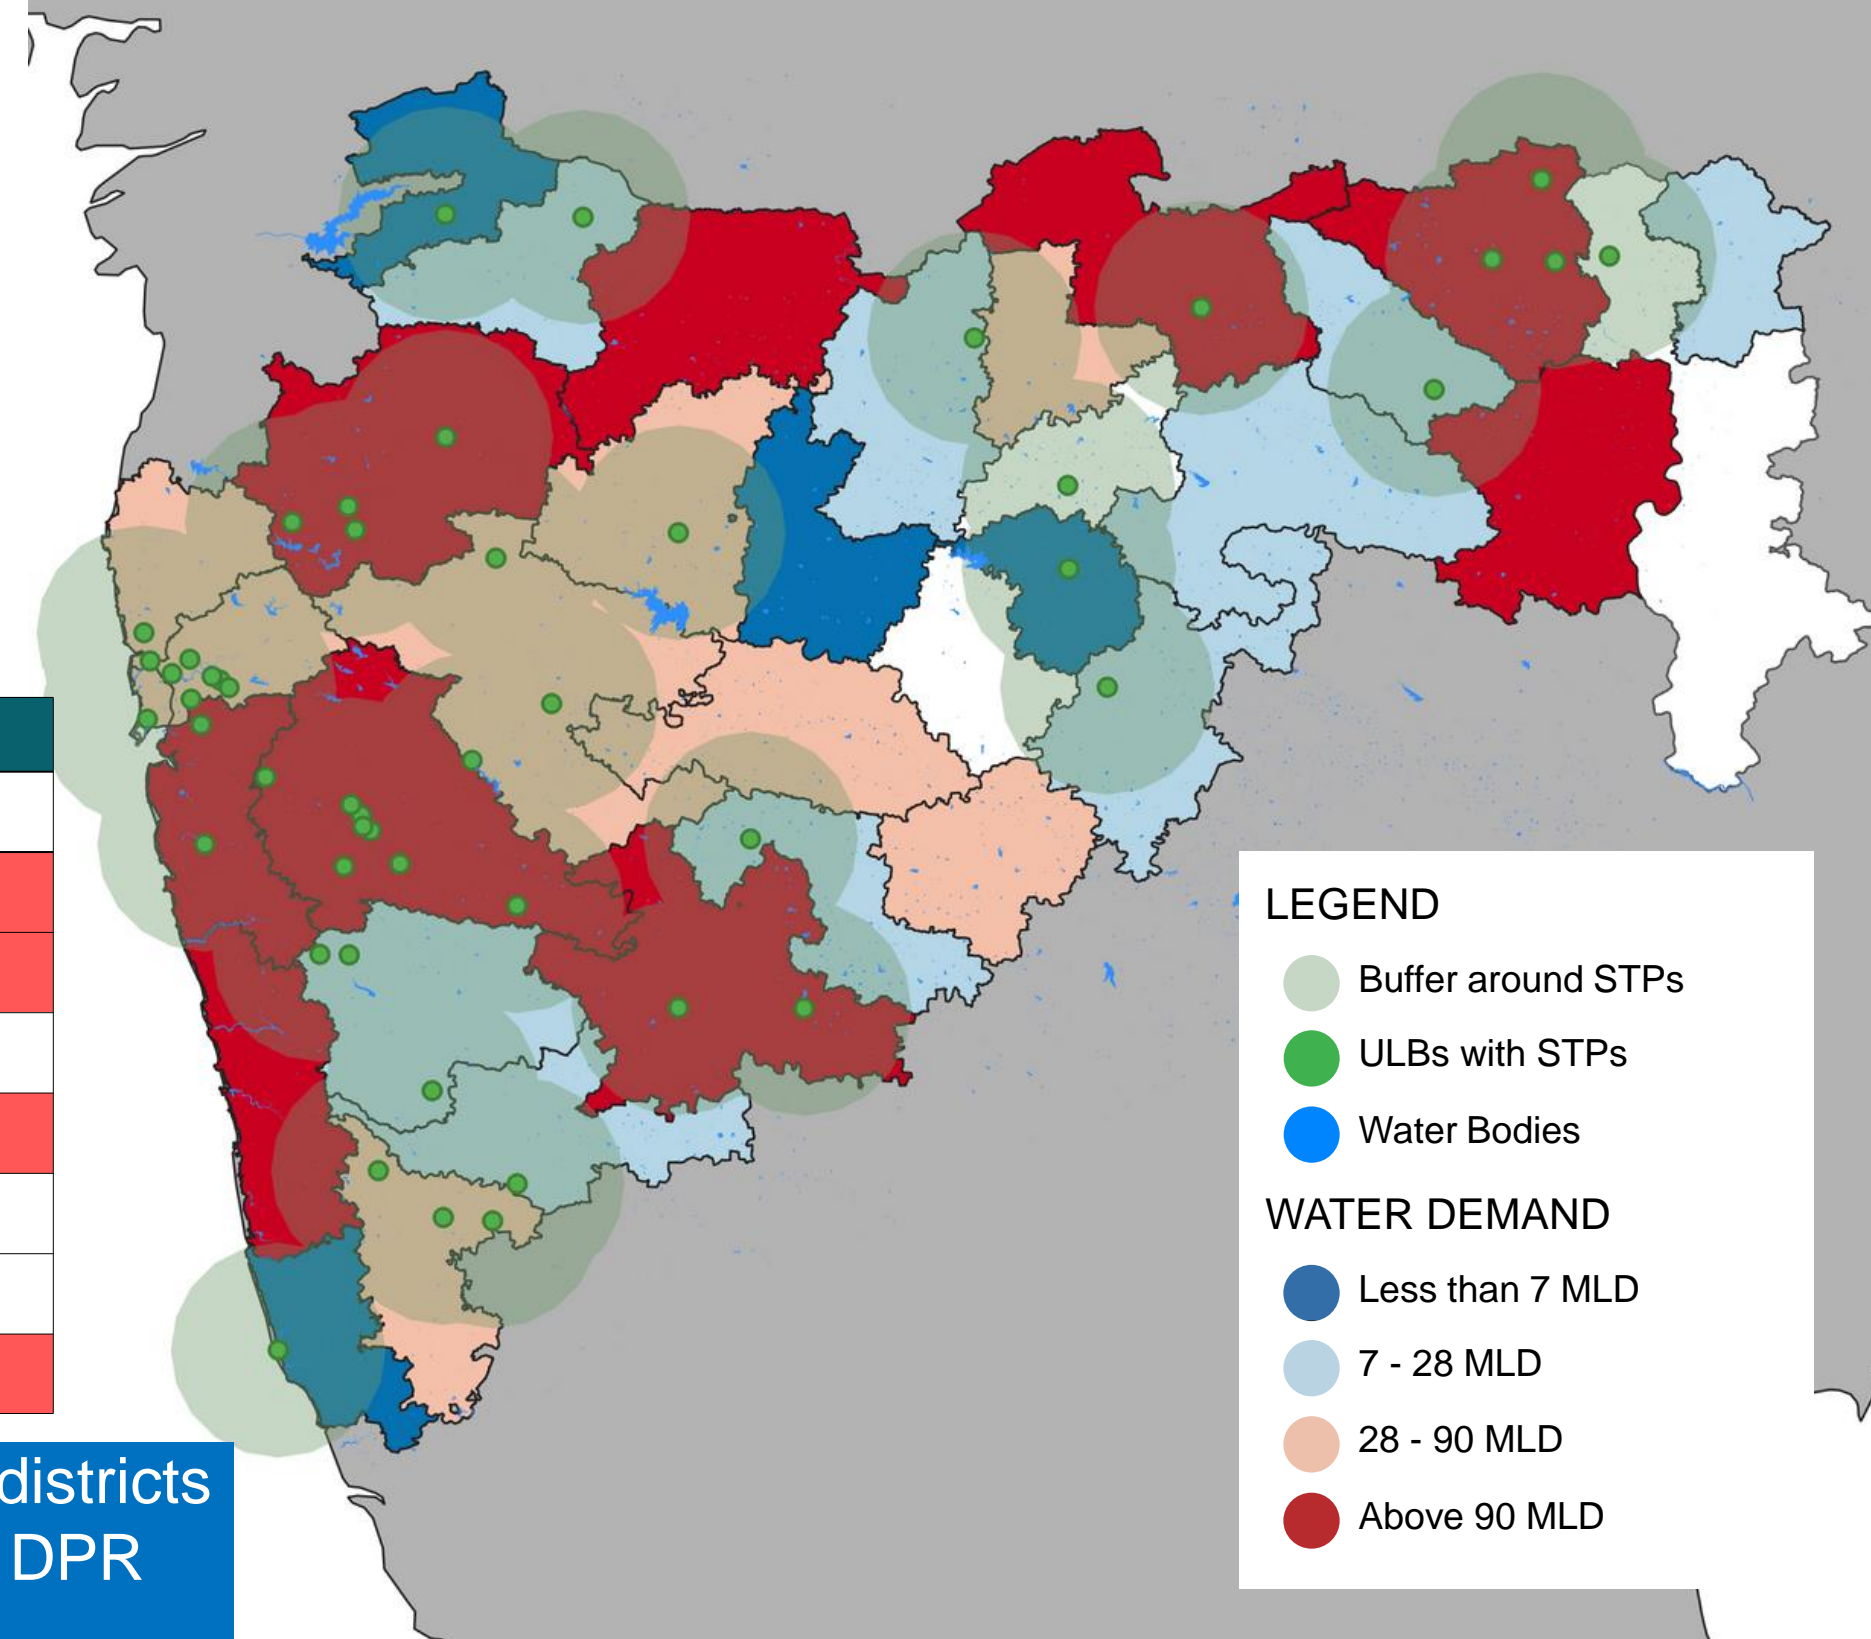 LEGEND
Buffer around STPs
ULBs with STPs
Water Bodies
WATER DEMAND
Less than 7 MLD
7 - 28 MLD
28 - 90 MLD
Above 90 MLD
districts
DPR